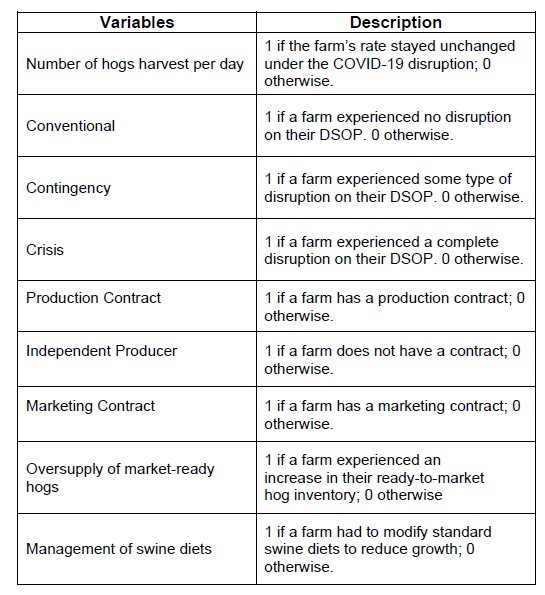 Variables
Description
Number of hogs harvest per day
1 if the farm's rate stayed unchanged
under the COVID-19 disruption; 0
otherwise.
Conventional
1 if a farm experienced no disruption
on their DSOP. 0 otherwise.
Contingency
1 if a farm experienced some type of
disruption on their DSOP. 0 otherwise.
Crisis
1 if a farm experienced a complete
disruption on their DSOP. 0 otherwise.
Production Contract
1 if a farm has a production contract; 0
otherwise.
Independent Producer
1 if a farm does not have a contract; 0
otherwise.
Marketing Contract
1 if a farm has a marketing contract; 0
otherwise.
Oversupply of market-ready
hogs
1 if a farm experienced an
increase in their ready-to-market
hog inventory; 0 otherwise
Management of swine diets
1 if a farm had to modify standard
swine diets to reduce growth; 0
otherwise.